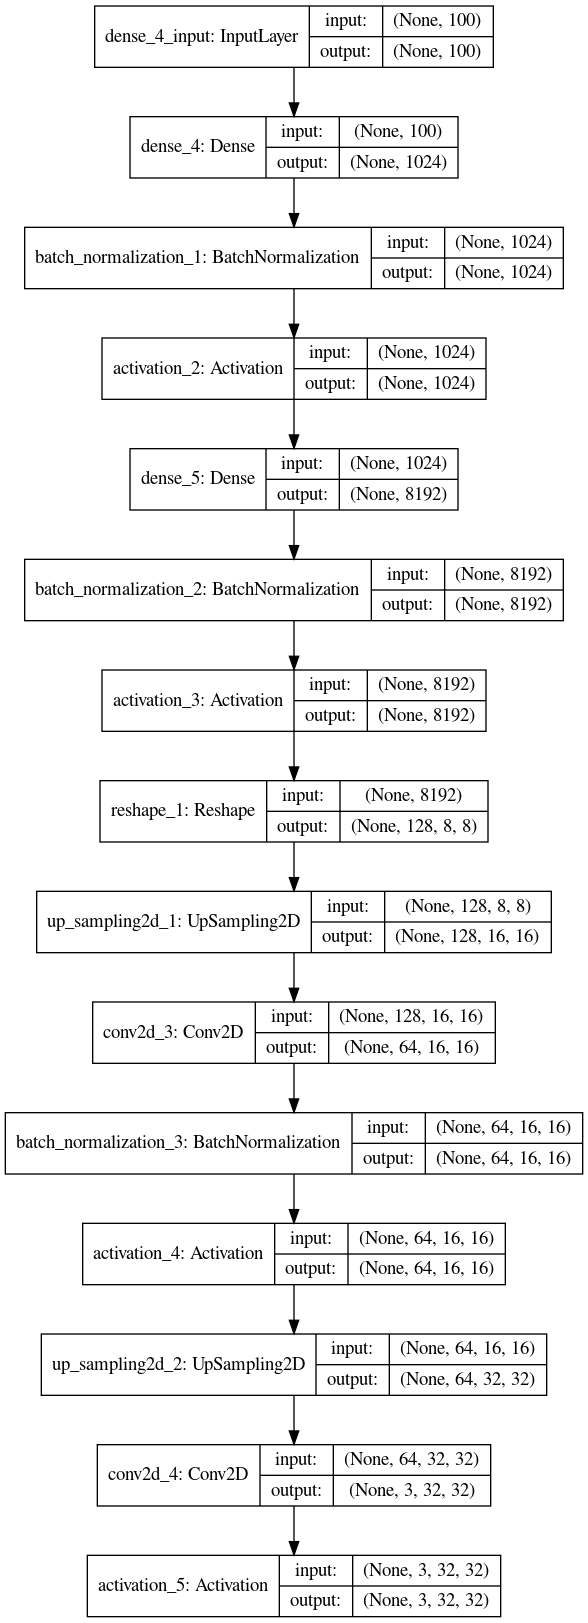 dense_4_input: InputLayer
input:
(None, 100)
output:
(None, 100)
dense_4: Dense
input:
(None, 100)
output:
(None, 1024)
batch_normalization_1: BatchNormalization
input:
(None, 1024)
output:
(None, 1024)
activation_2: Activation
input:
(None, 1024)
output:
(None, 1024)
dense_5: Dense
input:
(None, 1024)
output:
(None, 8192)
batch_normalization_2: BatchNormalization
input:
(None, 8192)
output:
(None, 8192)
activation_3: Activation
input:
(None, 8192)
output:
(None, 8192)
reshape_1: Reshape
input:
(None, 8192)
output:
(None, 128, 8, 8)
up_sampling2d_1: UpSampling2D
input:
(None, 128, 8, 8)
output:
(None, 128, 16, 16)
conv2d_3: Conv2D
input:
(None, 128, 16, 16)
output:
(None, 64, 16, 16)
batch_normalization_3: BatchNormalization
input:
(None, 64, 16, 16)
output:
(None, 64, 16, 16)
activation_4: Activation
input:
(None, 64, 16, 16)
output:
(None, 64, 16, 16)
up_sampling2d_2: UpSampling2D
input:
(None, 64, 16, 16)
output:
(None, 64, 32, 32)
conv2d_4: Conv2D
input:
(None, 64, 32, 32)
output:
(None, 3, 32, 32)
activation_5: Activation
input:
(None, 3, 32, 32)
output:
(None, 3, 32, 32)